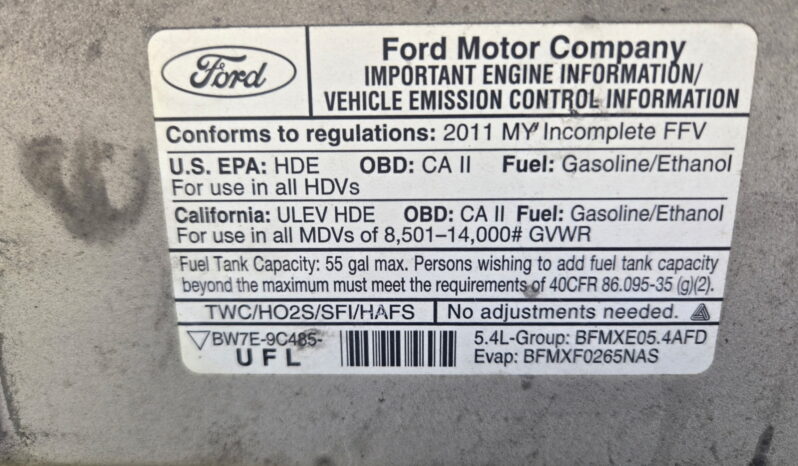 Ford
Ford Motor Company
IMPORTANT ENGINE INFORMATION/
VEHICLE EMISSION CONTROL INFORMATION
Conforms to regulations: 2011 MY Incomplete FFV
U.S. EPA: HDE OBD: CA II Fuel: Gasoline/Ethanol
For use in all HDVs
California: ULEV HDE OBD: CA II Fuel: Gasoline/Ethanol
For use in all MDVs of 8,501–14,000# GVWR
Fuel Tank Capacity: 55 gal max. Persons wishing to add fuel tank capacity
beyond the maximum must meet the requirements of 40CFR 86.095-35 (g)(2).
TWC/HO2S/SFI/HAFS No adjustments needed.
BW7E-9C485- 5.4L-Group: BFMXE05.4AFD
UFL Evap: BFMXF0265NAS